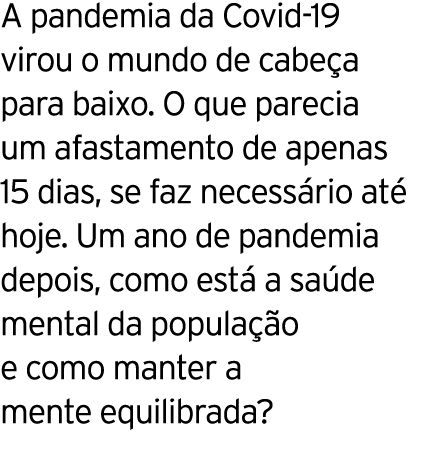 A pandemia da Covid-19
virou o mundo de cabeça
para baixo. O que parecia
um afastamento de apenas
15 dias, se faz necessário até
hoje. Um ano de pandemia
depois, como está a saúde
mental da população
e como manter a
mente equilibrada?